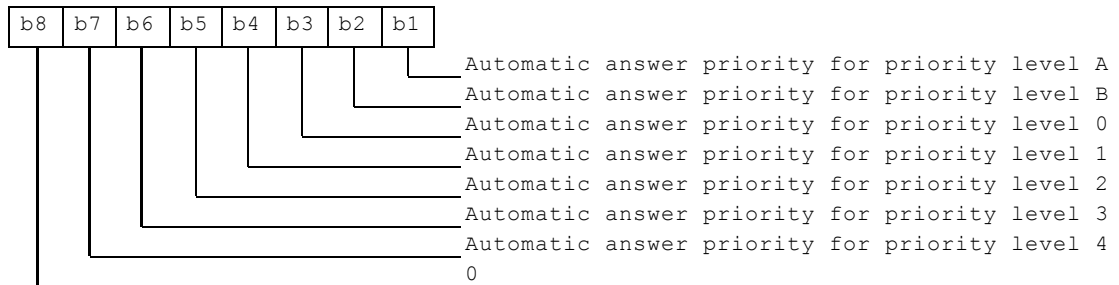 b8 b7 b6 b5 b4 b3 b2 b1
Automatic answer priority for priority level A
Automatic answer priority for priority level B
Automatic answer priority for priority level 0
Automatic answer priority for priority level 1
Automatic answer priority for priority level 2
Automatic answer priority for priority level 3
Automatic answer priority for priority level 4
0